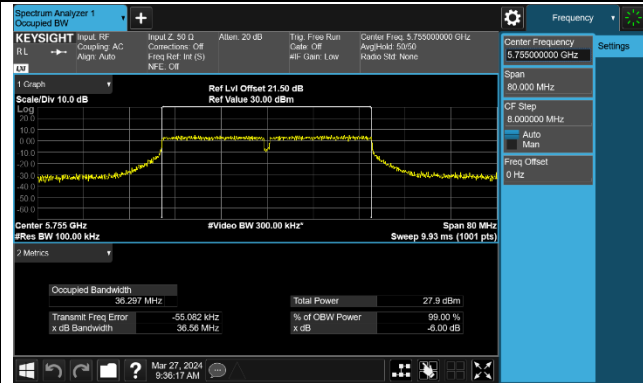 Spectrum Analyzer 1
Occupied BW
Frequency
KEYSIGHT
RL
LXI
Input: RF
Coupling: AC
Align: Auto
Input Z: 50 Ω
Corrections: Off
Freq Ref: Int (S)
NFE: Off
Atten: 20 dB
Trig: Free Run
Gate: Off
#IF Gain: Low
Center Freq: 5.755000000 GHz
Avg|Hold: 50/50
Radio Std: None
Center Frequency
5.755000000 GHz
Settings
Span
80.000 MHz
CF Step
8.000000 MHz
Auto
Man
Freq Offset
0 Hz
1 Graph
Scale/Div 10.0 dB
Ref Lvl Offset 21.50 dB
Ref Value 30.00 dBm
Log
20.0
10.0
0.00
-10.0
-20.0
-30.0
-40.0
-50.0
-60.0
Center 5.755 GHz
#Video BW 300.00 kHz*
Span 80 MHz
#Res BW 100.00 kHz
Sweep 9.93 ms (1001 pts)
2 Metrics
Occupied Bandwidth
36.297 MHz
Total Power 27.9 dBm
Transmit Freq Error -55.082 kHz
% of OBW Power 99.00 %
x dB Bandwidth 36.56 MHz
x dB -6.00 dB
?
Mar 27, 2024
9:36:17 AM